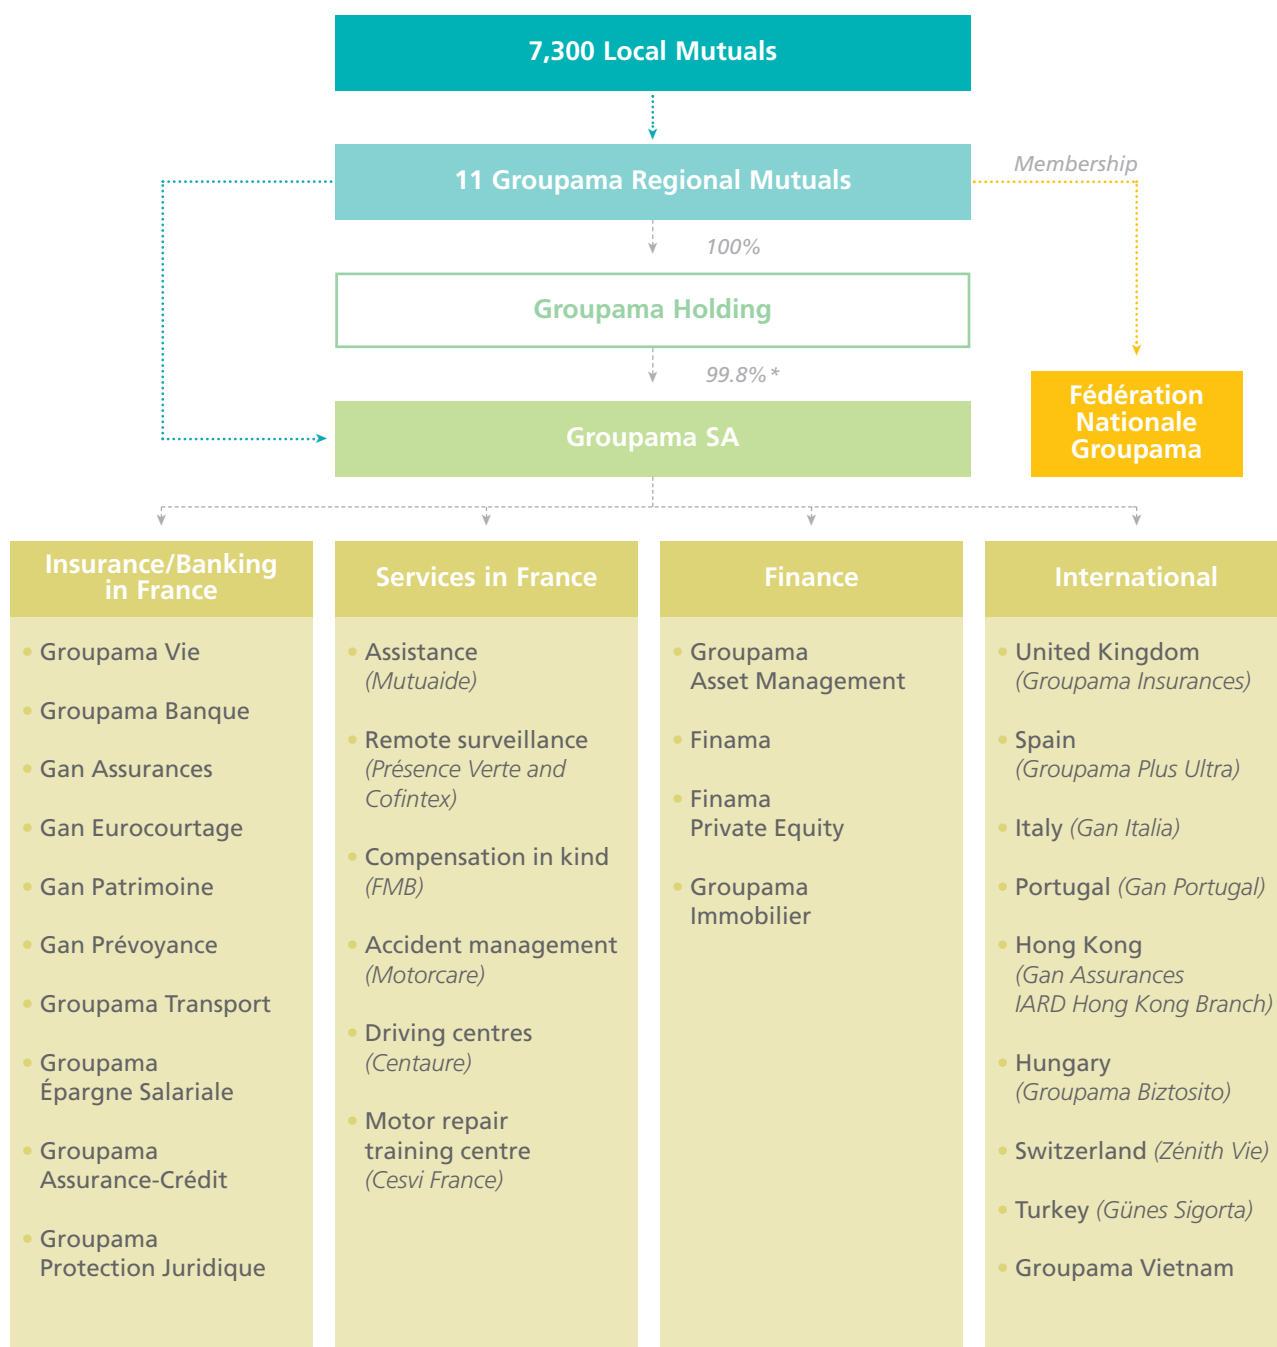 7,300 Local Mutuals
11 Groupama Regional Mutuals
Membership
100%
Groupama Holding
99.8% *
Groupama SA
Fédération
Nationale
Groupama
Insurance/Banking
in France
• Groupama Vie
• Groupama Banque
• Gan Assurances
• Gan Eurocourtage
• Gan Patrimoine
• Gan Prévoyance
• Groupama Transport
• Groupama
Épargne Salariale
• Groupama
Assurance-Crédit
• Groupama
Protection Juridique
Services in France
• Assistance
(Mutuaide)
• Remote surveillance
(Présence Verte and
Cofintex)
• Compensation in kind
(FMB)
• Accident management
(Motorcare)
• Driving centres
(Centaure)
• Motor repair
training centre
(Cesvi France)
Finance
• Groupama
Asset Management
• Finama
• Finama
Private Equity
• Groupama
Immobilier
International
• United Kingdom
(Groupama Insurances)
• Spain
(Groupama Plus Ultra)
• Italy (Gan Italia)
• Portugal (Gan Portugal)
• Hong Kong
(Gan Assurances
IARD Hong Kong Branch)
• Hungary
(Groupama Biztosito)
• Switzerland (Zénith Vie)
• Turkey (Günes Sigorta)
• Groupama Vietnam